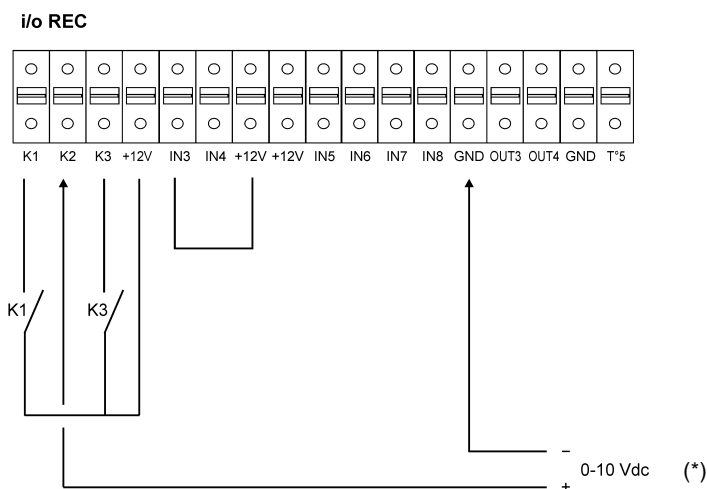 i/o REC
K1 K2 K3 +12V IN3 IN4 +12V +12V IN5 IN6 IN7 IN8 GND OUT3 OUT4 GND T°5
K1 K3
−
0-10 Vdc (*)
+